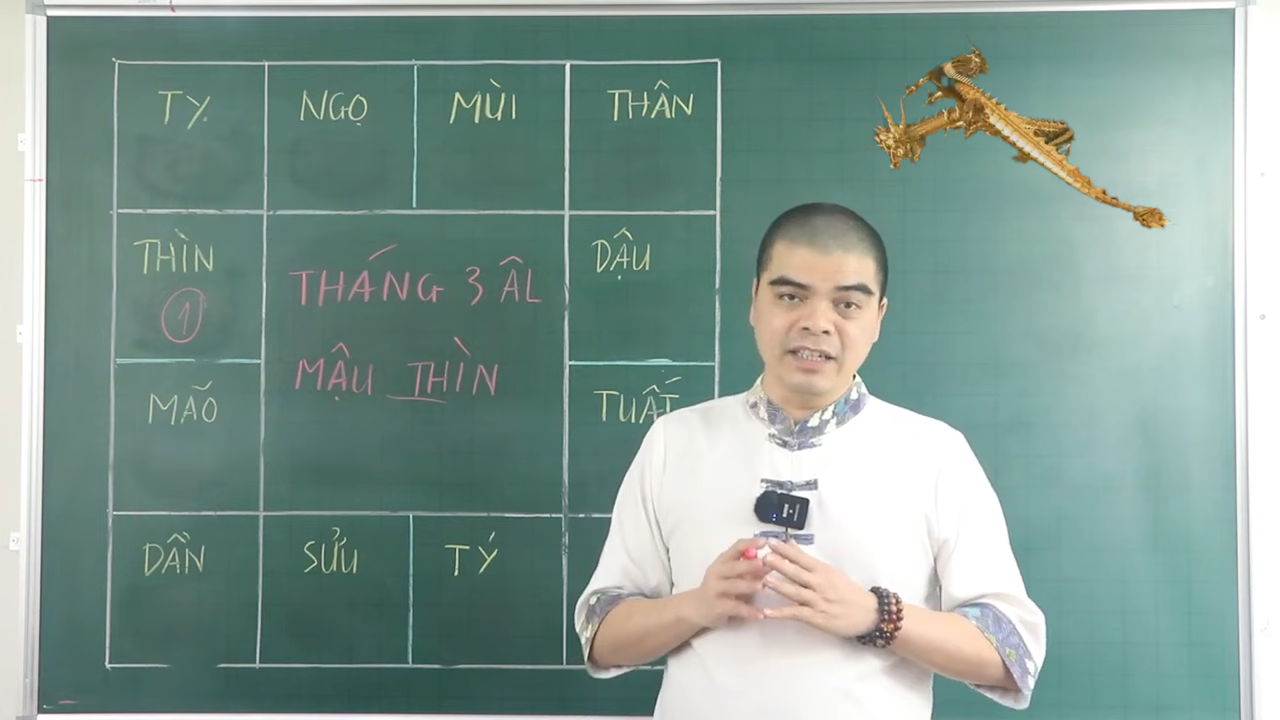 TỴ
NGỌ
MÙI
THÂN
THÌN
①
DẬU
THÁNG 3 ÂL
MẬU THÌN
MÃO
TUẤT
DẦN
SỬU
TÝ